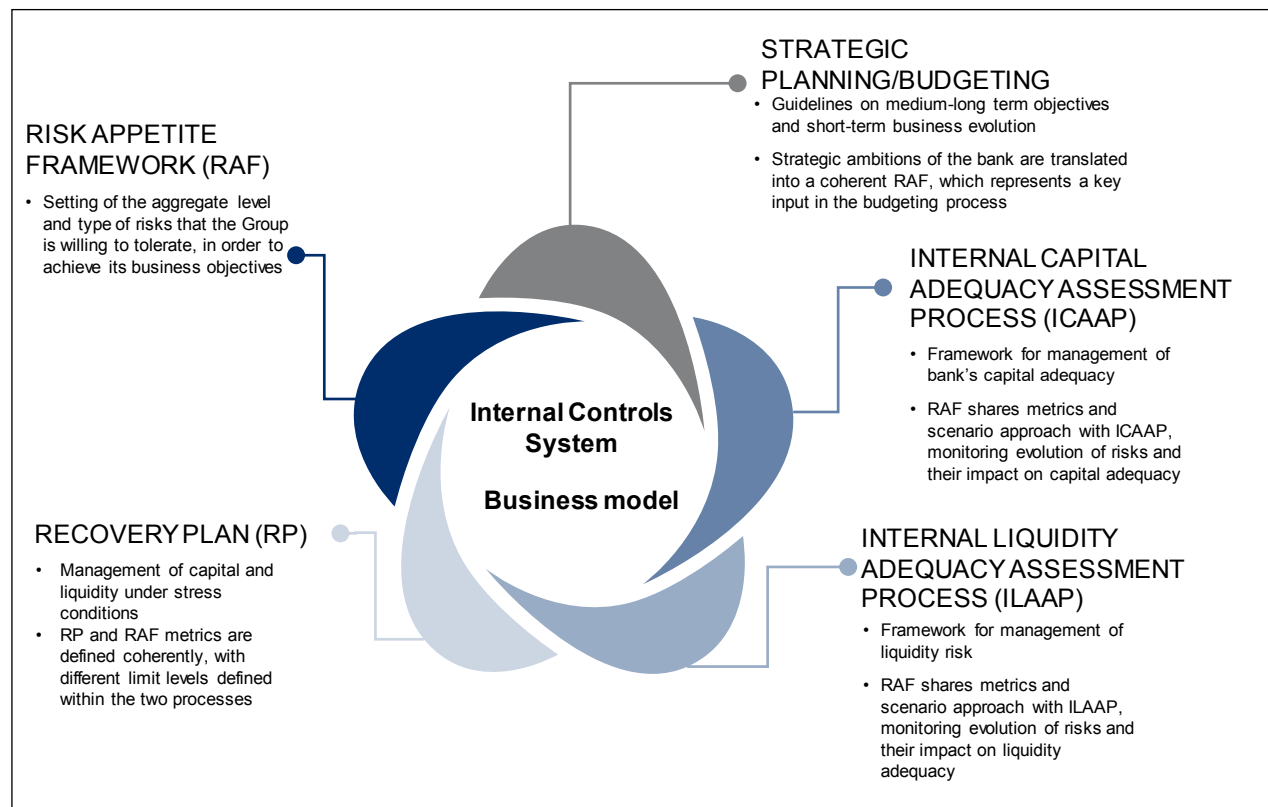 STRATEGIC
PLANNING/BUDGETING
• Guidelines on medium-long term objectives
and short-term business evolution
• Strategic ambitions of the bank are translated
into a coherent RAF, which represents a key
input in the budgeting process
RISK APPETITE
FRAMEWORK (RAF)
• Setting of the aggregate level
and type of risks that the Group
is willing to tolerate, in order to
achieve its business objectives
INTERNAL CAPITAL
ADEQUACY ASSESSMENT
PROCESS (ICAAP)
• Framework for management of
bank's capital adequacy
• RAF shares metrics and
scenario approach with ICAAP,
monitoring evolution of risks and
their impact on capital adequacy
Internal Controls
System
Business model
RECOVERY PLAN (RP)
• Management of capital and
liquidity under stress
conditions
• RP and RAF metrics are
defined coherently, with
different limit levels defined
within the two processes
INTERNAL LIQUIDITY
ADEQUACY ASSESSMENT
PROCESS (ILAAP)
• Framework for management of
liquidity risk
• RAF shares metrics and
scenario approach with ILAAP,
monitoring evolution of risks and
their impact on liquidity
adequacy